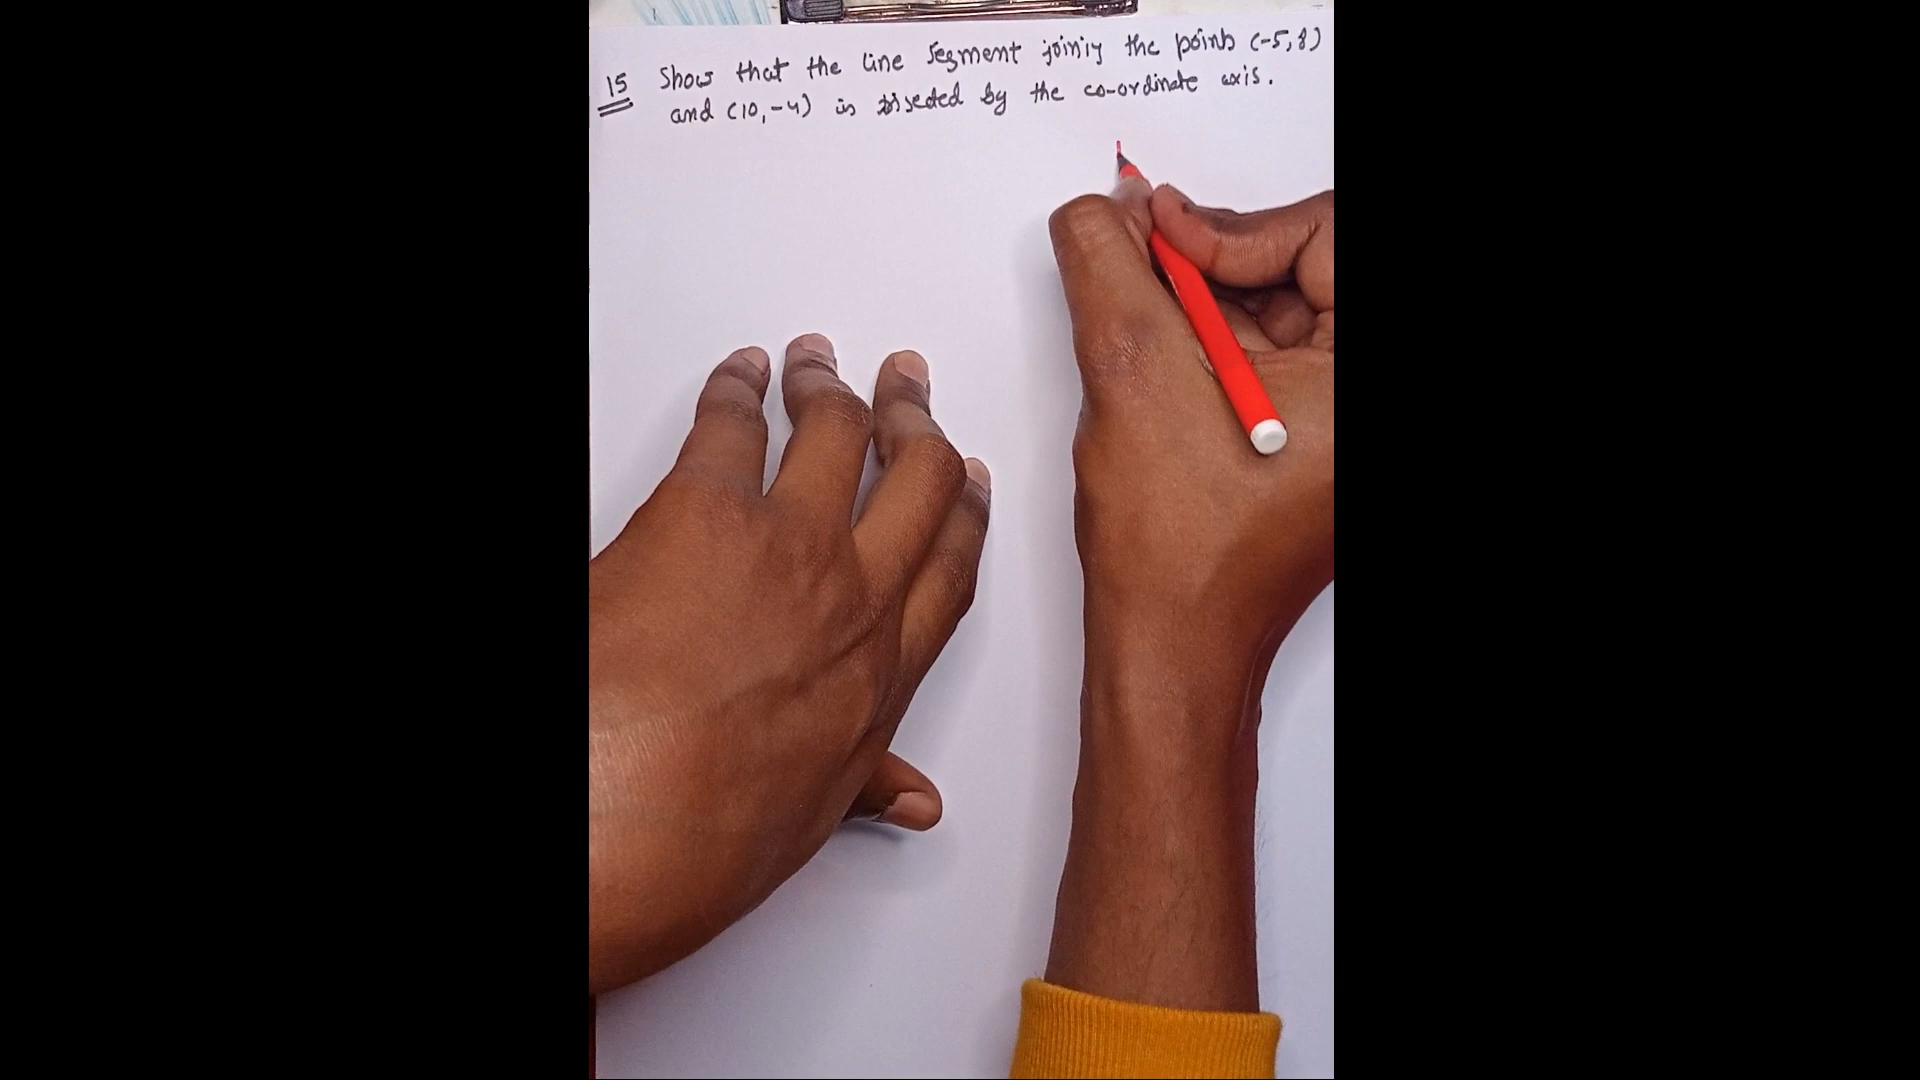 15 Show that the line segment joining the points (-5,8)
and (10,-4) is trisected by the co-ordinate axis.